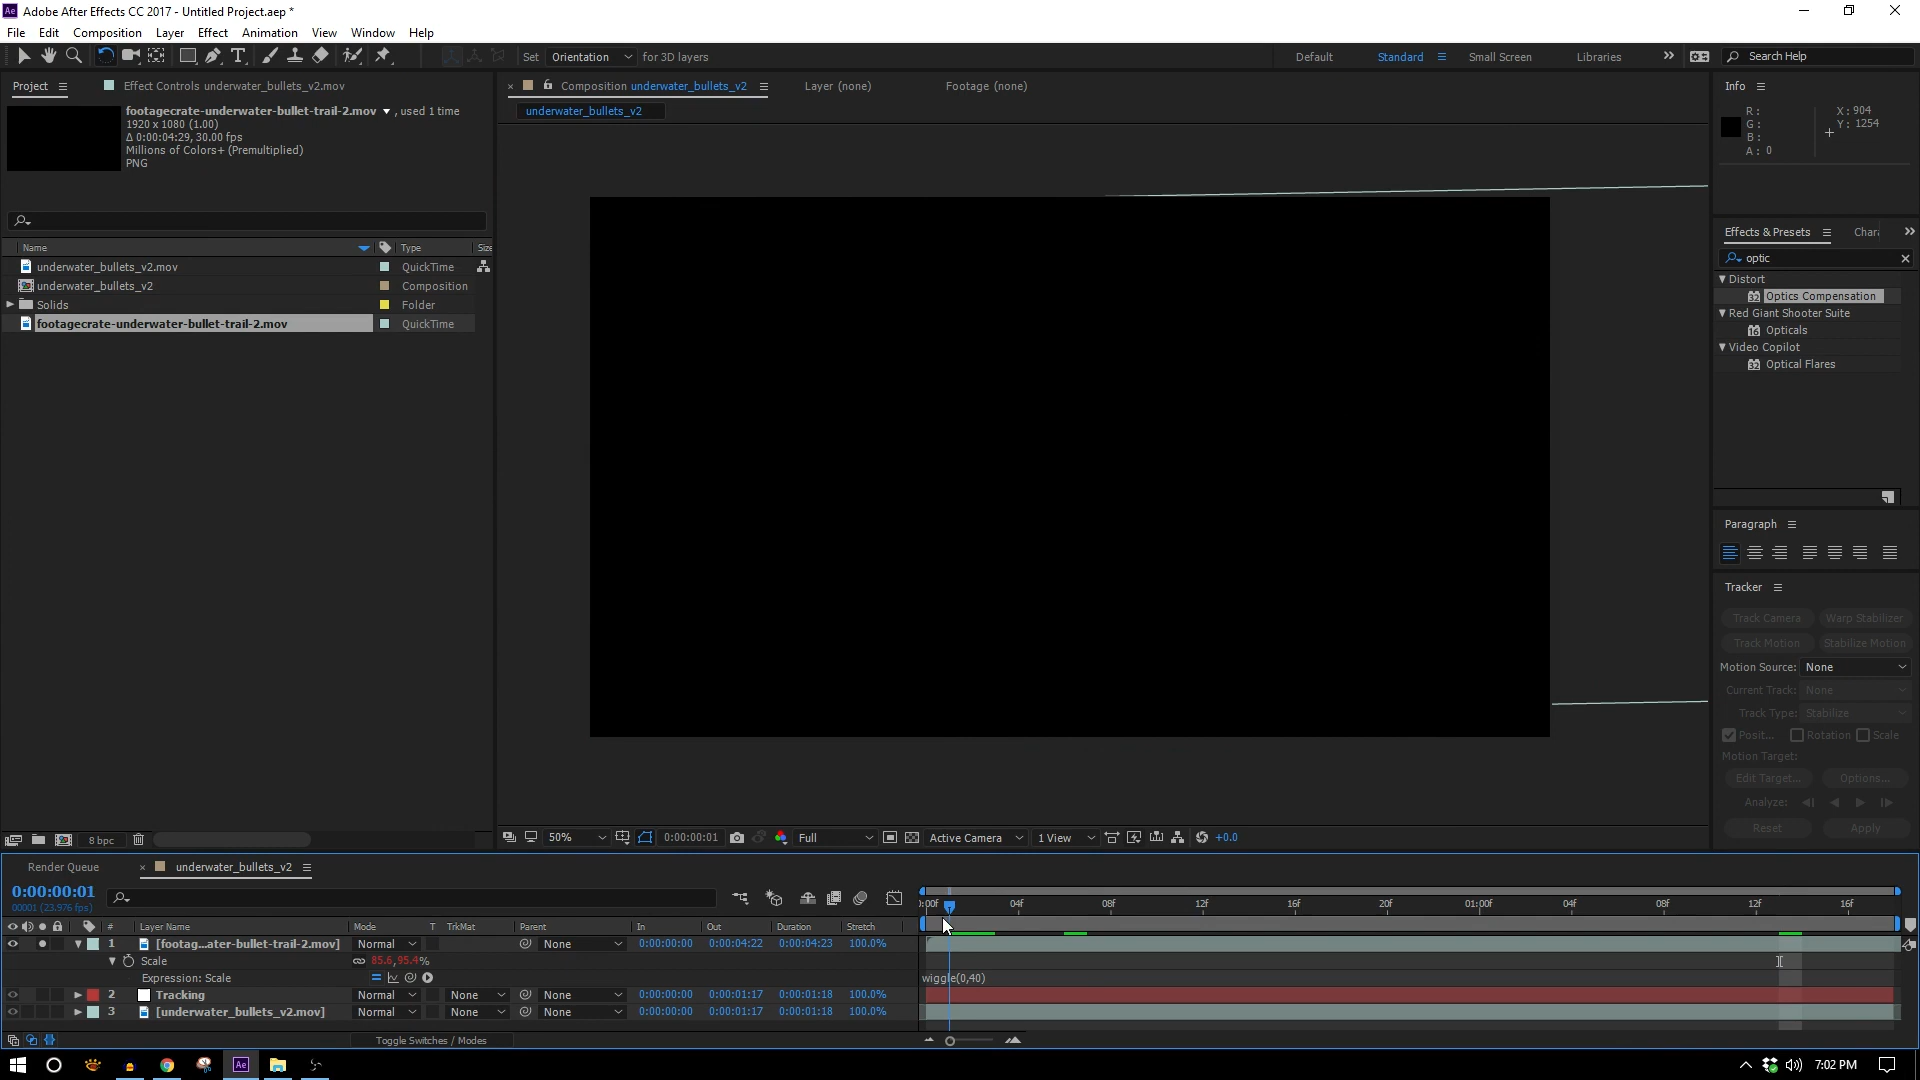 Adobe After Effects CC 2017 - Untitled Project.aep *
File Edit Composition Layer Effect Animation View Window Help
Set Orientation for 3D layers
Default Standard Small Screen Libraries
Search Help
Project Effect Controls underwater_bullets_v2.mov
footagecrate-underwater-bullet-trail-2.mov , used 1 time
1920 x 1080 (1.00)
Δ 0:00:04:29, 30.00 fps
Millions of Colors+ (Premultiplied)
PNG
Name Type Size
underwater_bullets_v2.mov QuickTime
underwater_bullets_v2 Composition
Solids Folder
footagecrate-underwater-bullet-trail-2.mov QuickTime
8 bpc
Composition underwater_bullets_v2 Layer (none) Footage (none)
underwater_bullets_v2
50% 0:00:00:01 Full Active Camera 1 View +0.0
Info
R: X: 904
G: Y: 1254
B:
A: 0
Effects & Presets Chara
optic
Distort
32 Optics Compensation
Red Giant Shooter Suite
16 Opticals
Video Copilot
32 Optical Flares
Paragraph
Tracker
Track Camera Warp Stabilizer
Track Motion Stabilize Motion
Motion Source: None
Current Track: None
Track Type: Stabilize
Posit... Rotation Scale
Motion Target:
Edit Target... Options...
Analyze:
Reset Apply
Render Queue underwater_bullets_v2
0:00:00:01
00001 (23.976 fps)
):00f 04f 08f 12f 16f 20f 01:00f 04f 08f 12f 16f
# Layer Name Mode T TrkMat Parent In Out Duration Stretch
1 [footag...ater-bullet-trail-2.mov] Normal None 0:00:00:00 0:00:04:22 0:00:04:23 100.0%
Scale 85.6,95.4%
Expression: Scale wiggle(0,40)
2 Tracking Normal None None 0:00:00:00 0:00:01:17 0:00:01:18 100.0%
3 [underwater_bullets_v2.mov] Normal None None 0:00:00:00 0:00:01:17 0:00:01:18 100.0%
Toggle Switches / Modes
Ae 7:02 PM